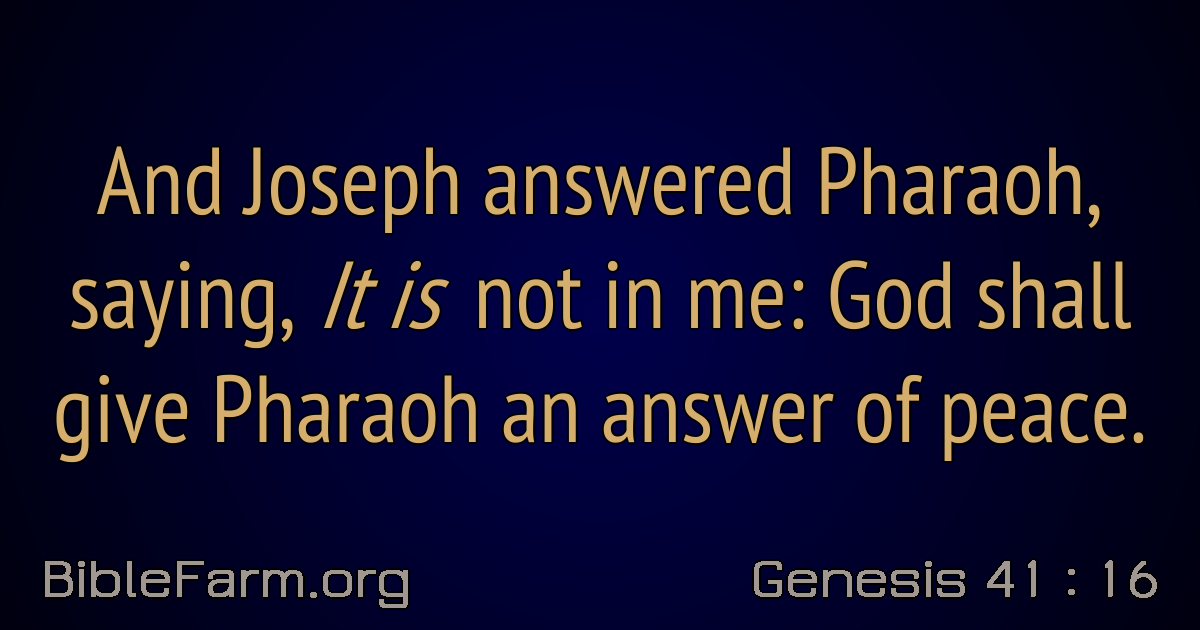 And Joseph answered Pharaoh,
saying, It is not in me: God shall
give Pharaoh an answer of peace.
BibleFarm.org
Genesis 41 : 16